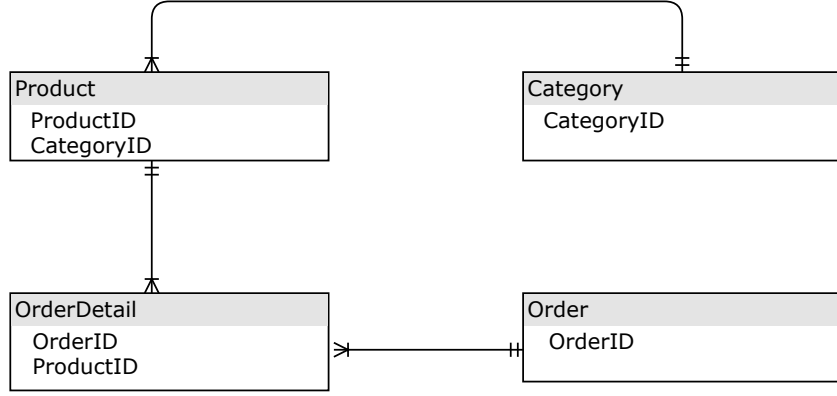 Product
ProductID
CategoryID
Category
CategoryID
OrderDetail
OrderID
ProductID
Order
OrderID